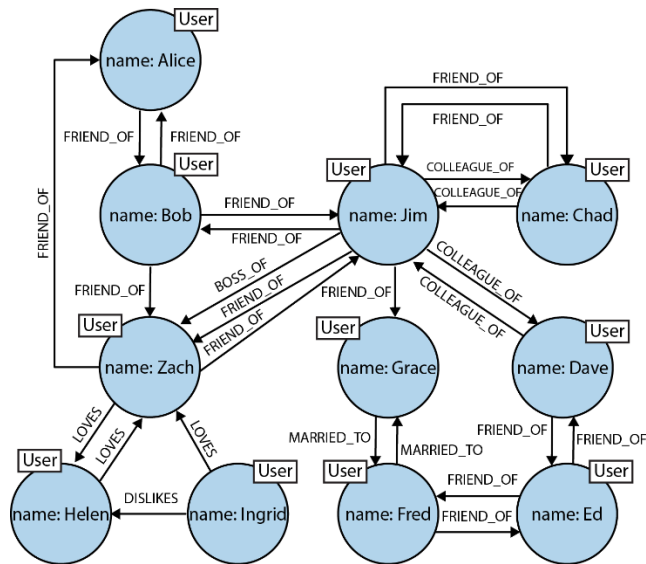 User
name: Alice
FRIEND_OF
FRIEND_OF
FRIEND_OF
FRIEND_OF
FRIEND_OF
User
name: Bob
FRIEND_OF
FRIEND_OF
User
name: Jim
COLLEAGUE_OF
COLLEAGUE_OF
User
name: Chad
FRIEND_OF
BOSS_OF
FRIEND_OF
FRIEND_OF
FRIEND_OF
COLLEAGUE_OF
COLLEAGUE_OF
User
name: Zach
User
name: Grace
User
name: Dave
LOVES
LOVES
LOVES
MARRIED_TO
MARRIED_TO
FRIEND_OF
FRIEND_OF
User
name: Helen
DISLIKES
User
name: Ingrid
User
name: Fred
FRIEND_OF
FRIEND_OF
User
name: Ed